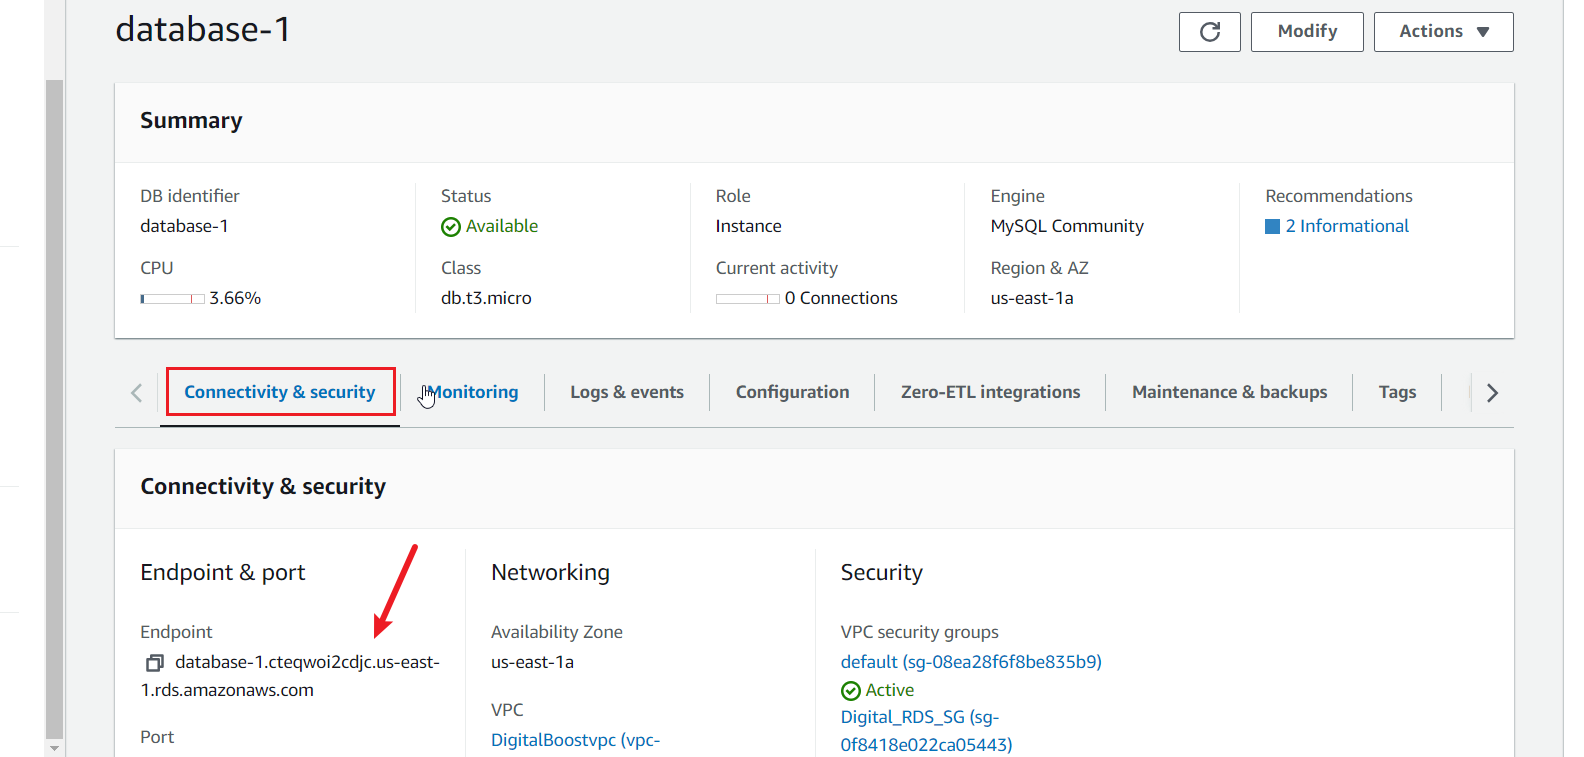 database-1
Modify
Actions
Summary
DB identifier
database-1
Status
Available
Role
Instance
Engine
MySQL Community
Recommendations
2 Informational
CPU
3.66%
Class
db.t3.micro
Current activity
0 Connections
Region & AZ
us-east-1a
Connectivity & security
Monitoring
Logs & events
Configuration
Zero-ETL integrations
Maintenance & backups
Tags
Connectivity & security
Endpoint & port
Endpoint
database-1.cteqwoi2cdjc.us-east-
1.rds.amazonaws.com
Port
Networking
Availability Zone
us-east-1a
VPC
DigitalBoostvpc (vpc-
Security
VPC security groups
default (sg-08ea28f6f8be835b9)
Active
Digital_RDS_SG (sg-
0f8418e022ca05443)